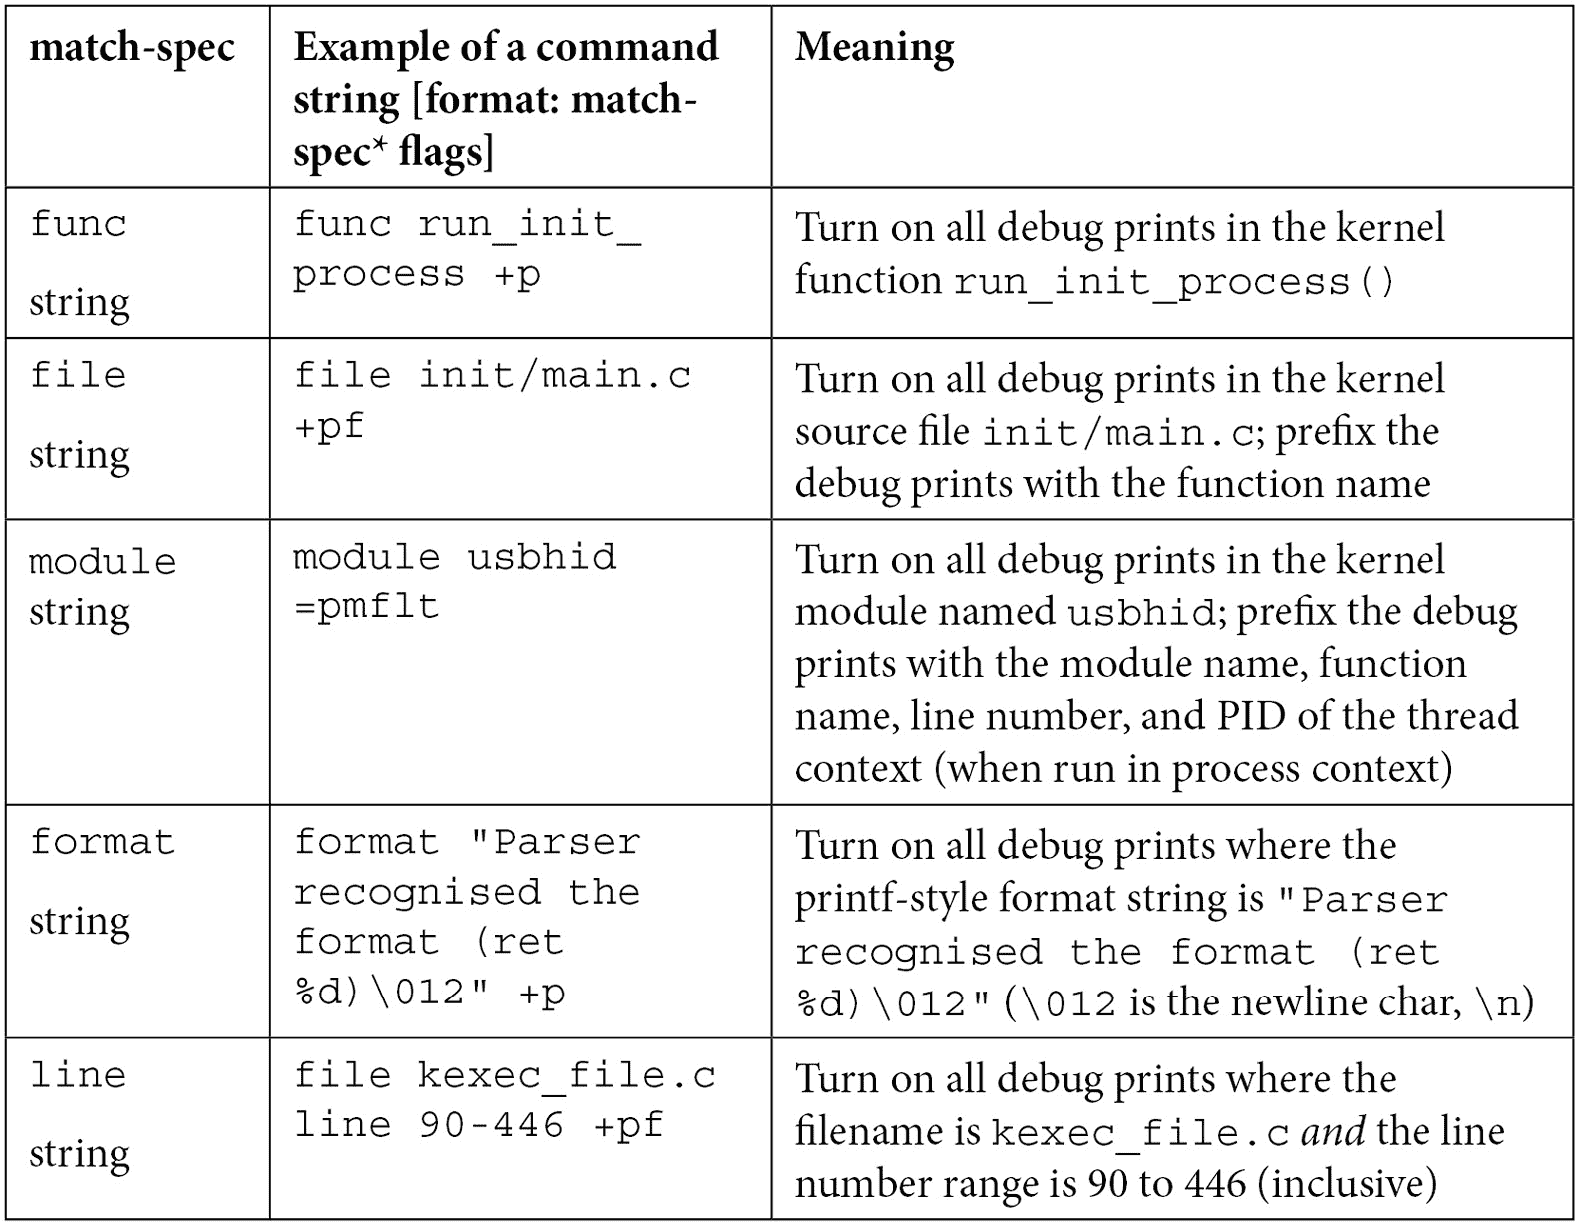 match-spec
Example of a command
string [format: match-
spec* flags]
Meaning
func
string
func run_init_
process +p
Turn on all debug prints in the kernel
function run_init_process()
file
string
file init/main.c
+pf
Turn on all debug prints in the kernel
source file init/main.c; prefix the
debug prints with the function name
module
string
module usbhid
=pmflt
Turn on all debug prints in the kernel
module named usbhid; prefix the debug
prints with the module name, function
name, line number, and PID of the thread
context (when run in process context)
format
string
format "Parser
recognised the
format (ret
%d)\012" +p
Turn on all debug prints where the
printf-style format string is "Parser
recognised the format (ret
%d)\012" (\012 is the newline char, \n)
line
string
file kexec_file.c
line 90-446 +pf
Turn on all debug prints where the
filename is kexec_file.c and the line
number range is 90 to 446 (inclusive)